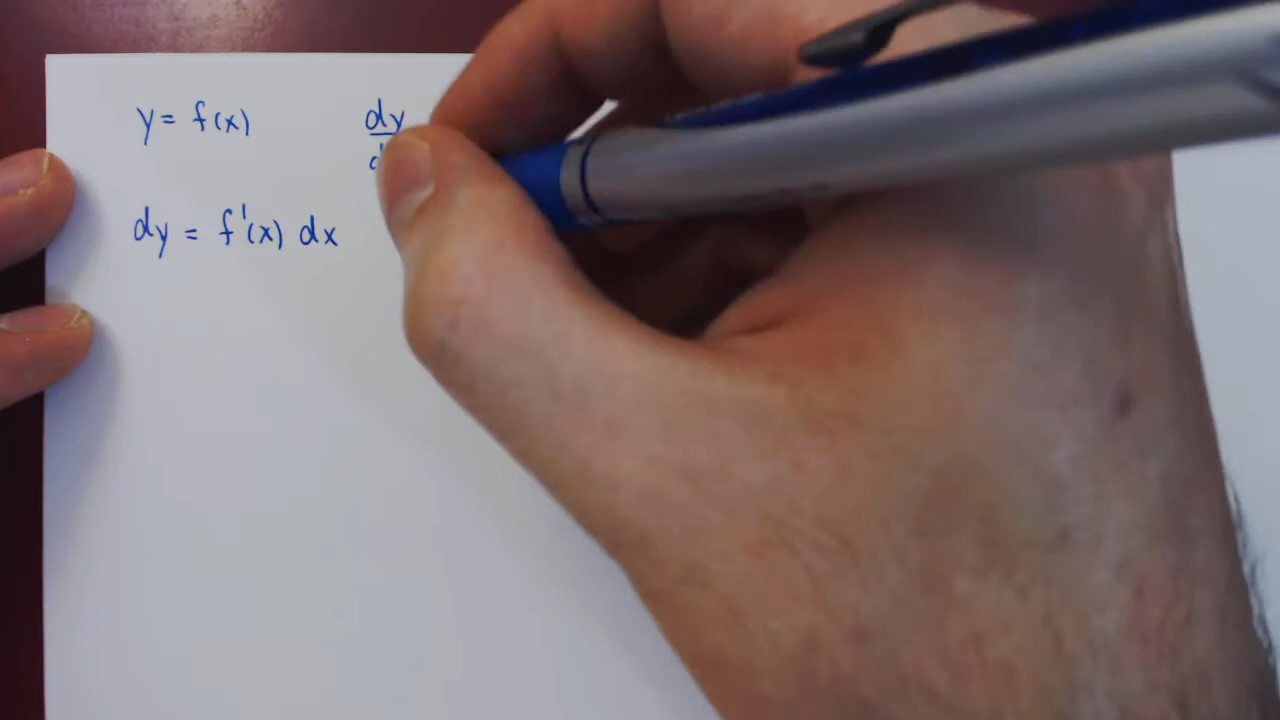 y = f(x) dy
dy = f'(x) dx